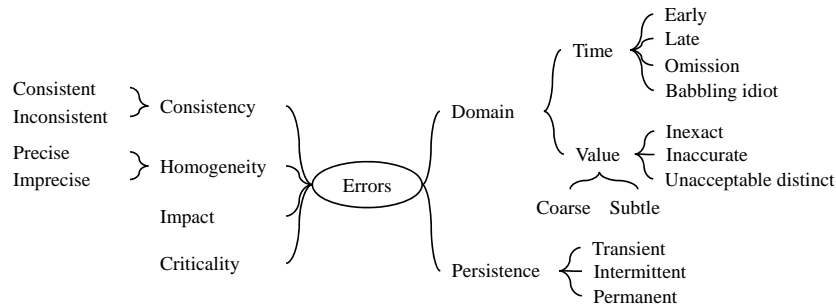 Consistent
Inconsistent
Consistency
Precise
Imprecise
Homogeneity
Impact
Criticality
Errors
Domain
Time
Early
Late
Omission
Babbling idiot
Value
Inexact
Inaccurate
Unacceptable distinct
Coarse Subtle
Persistence
Transient
Intermittent
Permanent